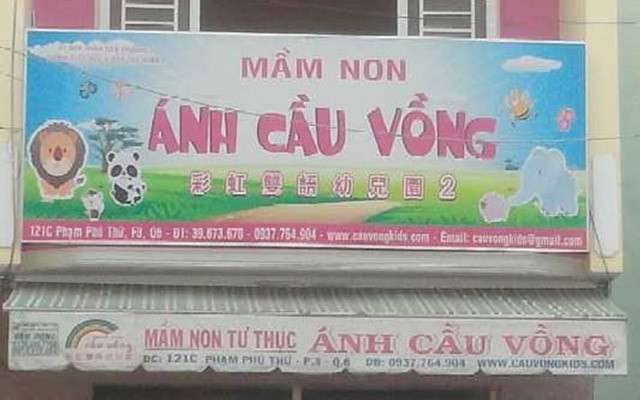 MẦM NON
ÁNH CẦU VỒNG
彩虹雙語幼兒園2
121C Phạm Phú Thứ, F3, Q6 - ĐT: 39.673.670 - 0937.764.904 - www.cauvongkids.com - Email: cauvongkids@gmail.com
MẦM NON TƯ THỤC ÁNH CẦU VỒNG
ĐC: 121C PHẠM PHÚ THỨ - P.3 - Q.6 DĐ: 0937.764.904 WWW.CAUVONGKIDS.COM